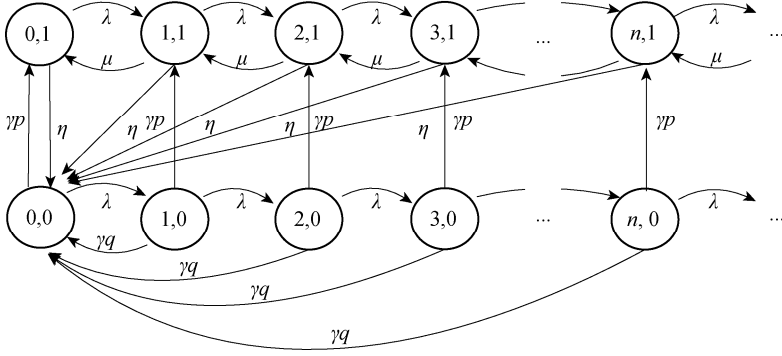 λ λ λ λ
0,1 1,1 2,1 3,1 ... n,1 ...
μ μ μ μ
γp η η γp η η γp η γp γp
λ λ λ λ
0,0 1,0 2,0 3,0 ... n, 0 ...
γq
γq
γq
γq